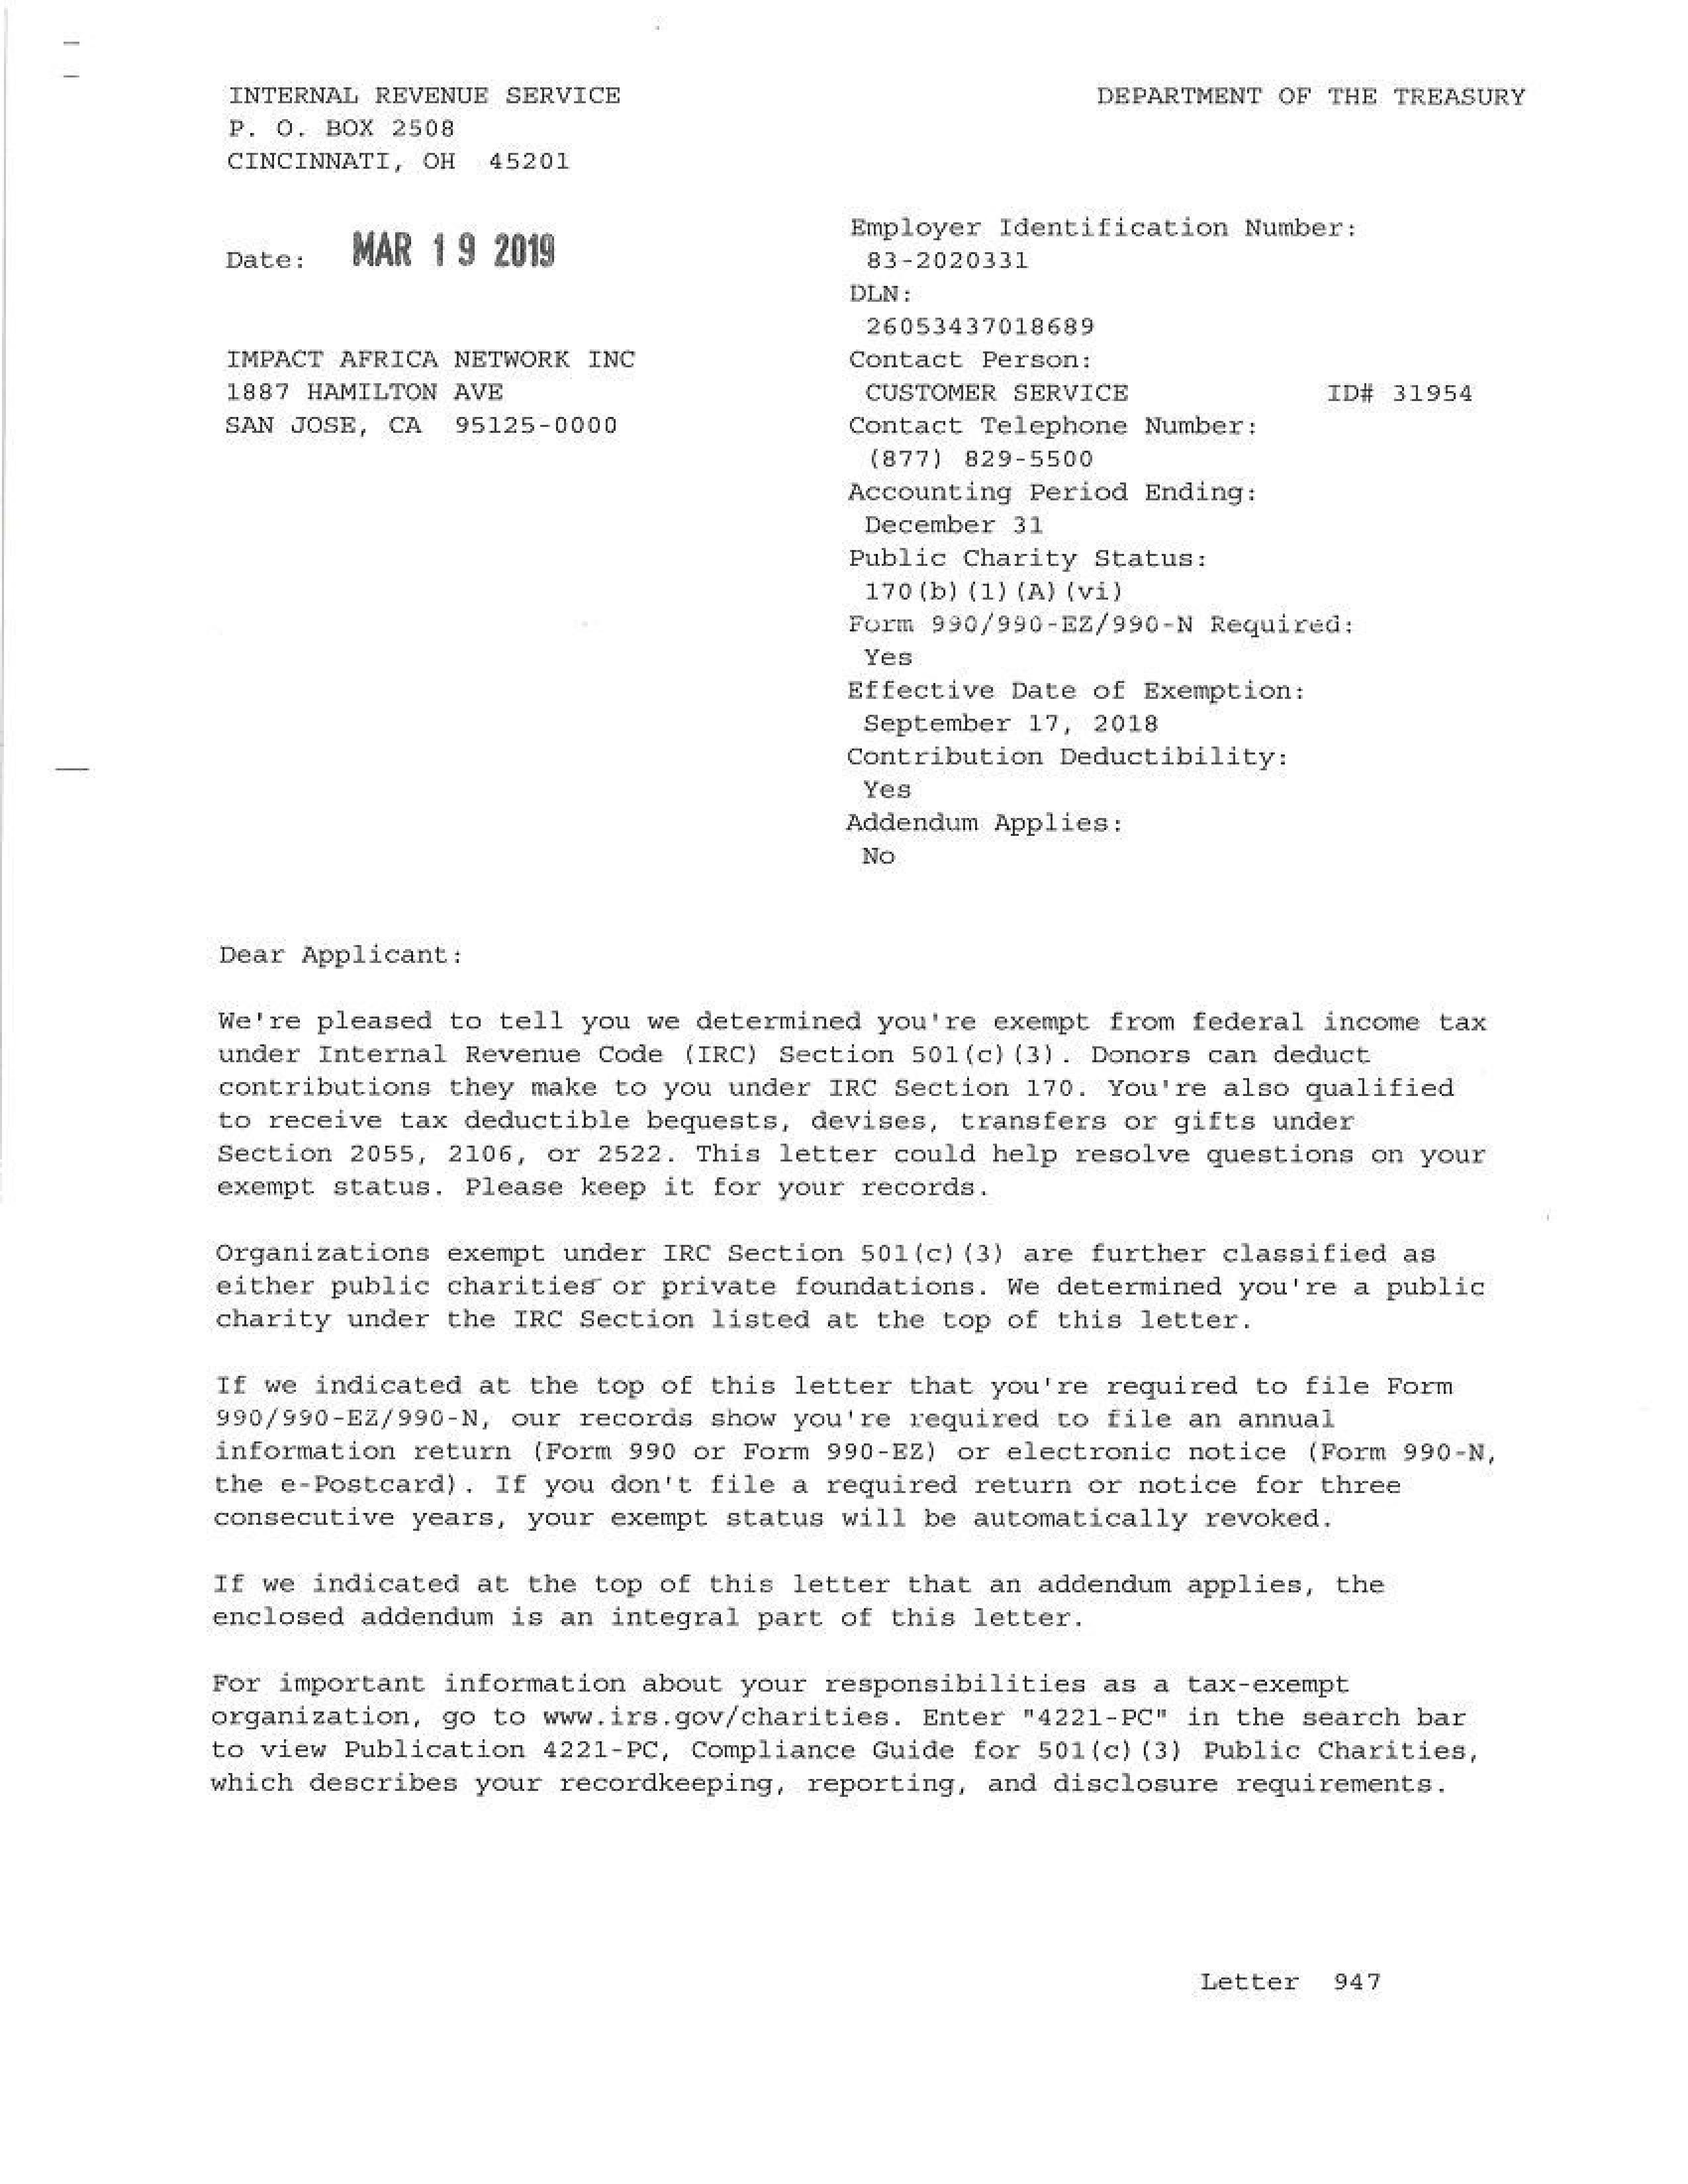 INTERNAL REVENUE SERVICE
P. O. BOX 2508
CINCINNATI, OH 45201
DEPARTMENT OF THE TREASURY
Date: MAR 19 2019
IMPACT AFRICA NETWORK INC
1887 HAMILTON AVE
SAN JOSE, CA 95125-0000
Employer Identification Number:
83-2020331
DLN:
26053437018689
Contact Person:
CUSTOMER SERVICE ID# 31954
Contact Telephone Number:
(877) 829-5500
Accounting Period Ending:
December 31
Public Charity Status:
170(b)(1)(A)(vi)
Form 990/990-EZ/990-N Required:
Yes
Effective Date of Exemption:
September 17, 2018
Contribution Deductibility:
Yes
Addendum Applies:
No
Dear Applicant:
We're pleased to tell you we determined you're exempt from federal income tax
under Internal Revenue Code (IRC) Section 501(c)(3). Donors can deduct
contributions they make to you under IRC Section 170. You're also qualified
to receive tax deductible bequests, devises, transfers or gifts under
Section 2055, 2106, or 2522. This letter could help resolve questions on your
exempt status. Please keep it for your records.
Organizations exempt under IRC Section 501(c)(3) are further classified as
either public charities or private foundations. We determined you're a public
charity under the IRC Section listed at the top of this letter.
If we indicated at the top of this letter that you're required to file Form
990/990-EZ/990-N, our records show you're required to file an annual
information return (Form 990 or Form 990-EZ) or electronic notice (Form 990-N,
the e-Postcard). If you don't file a required return or notice for three
consecutive years, your exempt status will be automatically revoked.
If we indicated at the top of this letter that an addendum applies, the
enclosed addendum is an integral part of this letter.
For important information about your responsibilities as a tax-exempt
organization, go to www.irs.gov/charities. Enter "4221-PC" in the search bar
to view Publication 4221-PC, Compliance Guide for 501(c)(3) Public Charities,
which describes your recordkeeping, reporting, and disclosure requirements.
Letter 947